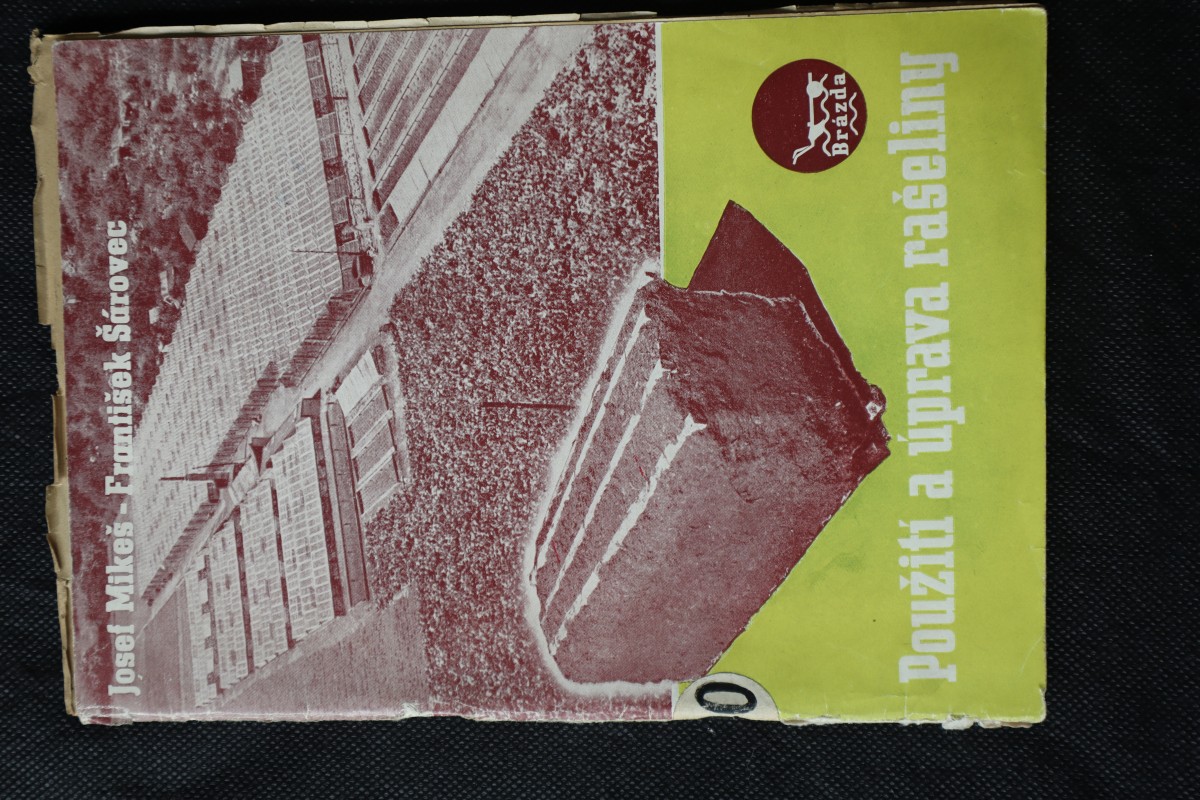 Josef Mikeš - František Šárovec
Brázda
Použití a úprava rašeliny
0